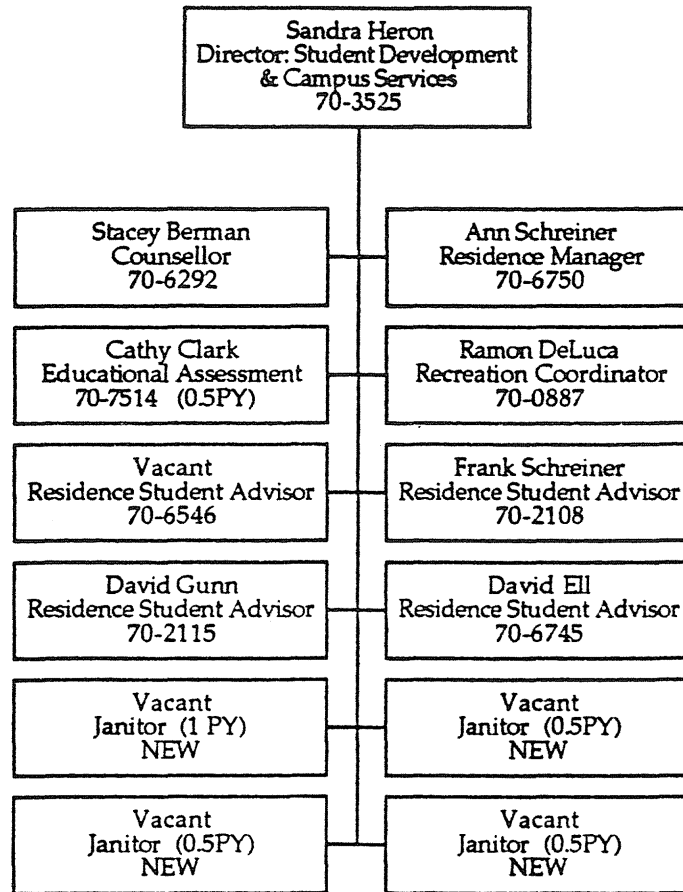 Sandra Heron
Director: Student Development
& Campus Services
70-3525
Stacey Berman
Counsellor
70-6292
Ann Schreiner
Residence Manager
70-6750
Cathy Clark
Educational Assessment
70-7514 (0.5PY)
Ramon DeLuca
Recreation Coordinator
70-0887
Vacant
Residence Student Advisor
70-6546
Frank Schreiner
Residence Student Advisor
70-2108
David Gunn
Residence Student Advisor
70-2115
David Ell
Residence Student Advisor
70-6745
Vacant
Janitor (1 PY)
NEW
Vacant
Janitor (0.5PY)
NEW
Vacant
Janitor (0.5PY)
NEW
Vacant
Janitor (0.5PY)
NEW